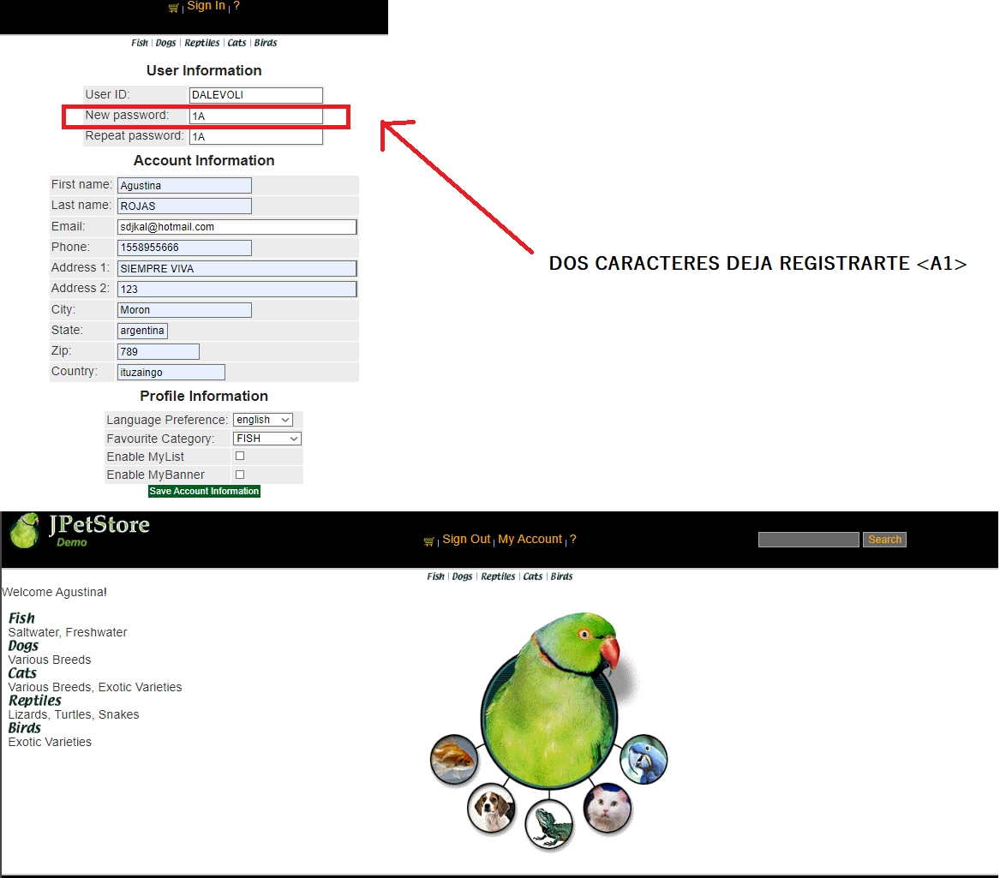 Sign In | ?
Fish | Dogs | Reptiles | Cats | Birds
User Information
User ID: DALEVOLI
New password: 1A
Repeat password: 1A
Account Information
First name: Agustina
Last name: ROJAS
Email: sdjkal@hotmail.com
Phone: 1558955666
Address 1: SIEMPRE VIVA
Address 2: 123
City: Moron
State: argentina
Zip: 789
Country: ituzaingo
Profile Information
Language Preference: english
Favourite Category: FISH
Enable MyList
Enable MyBanner
Save Account Information
DOS CARACTERES DEJA REGISTRARTE <A1>
JPetStore
Demo
Sign Out | My Account | ?
Search
Fish | Dogs | Reptiles | Cats | Birds
Welcome Agustina!
Fish
Saltwater, Freshwater
Dogs
Various Breeds
Cats
Various Breeds, Exotic Varieties
Reptiles
Lizards, Turtles, Snakes
Birds
Exotic Varieties